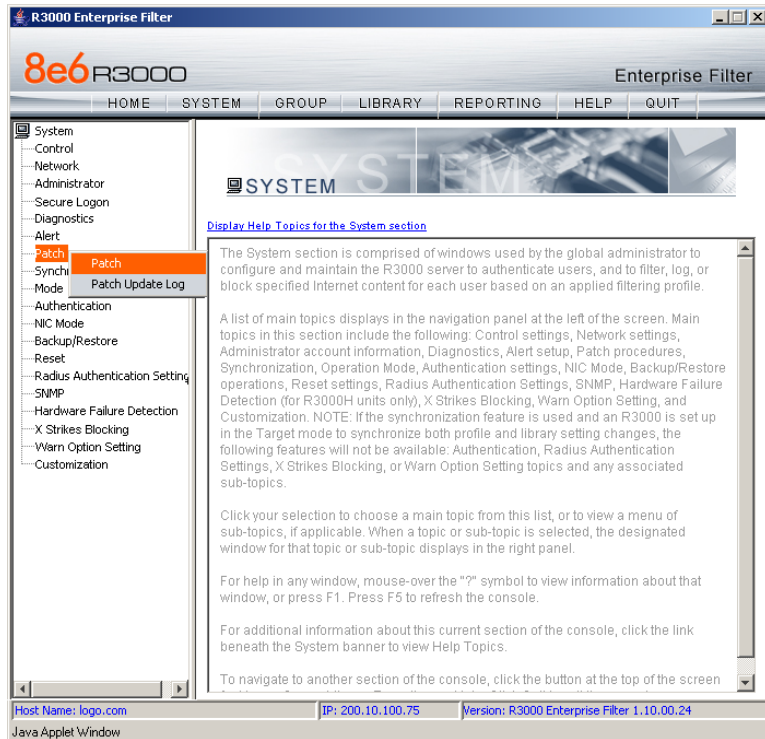 R3000 Enterprise Filter
8e6 R3000
Enterprise Filter
HOME SYSTEM GROUP LIBRARY REPORTING HELP QUIT
System
Control
Network
Administrator
Secure Logon
Diagnostics
Alert
Patch
Patch
Patch Update Log
Synchr
Mode
Authentication
NIC Mode
Backup/Restore
Reset
Radius Authentication Setting
SNMP
Hardware Failure Detection
X Strikes Blocking
Warn Option Setting
Customization
SYSTEM
SYSTEM
Display Help Topics for the System section
The System section is comprised of windows used by the global administrator to
configure and maintain the R3000 server to authenticate users, and to filter, log, or
block specified Internet content for each user based on an applied filtering profile.
A list of main topics displays in the navigation panel at the left of the screen. Main
topics in this section include the following: Control settings, Network settings,
Administrator account information, Diagnostics, Alert setup, Patch procedures,
Synchronization, Operation Mode, Authentication settings, NIC Mode, Backup/Restore
operations, Reset settings, Radius Authentication Settings, SNMP, Hardware Failure
Detection (for R3000H units only), X Strikes Blocking, Warn Option Setting, and
Customization. NOTE: If the synchronization feature is used and an R3000 is set up
in the Target mode to synchronize both profile and library setting changes, the
following features will not be available: Authentication, Radius Authentication
Settings, X Strikes Blocking, or Warn Option Setting topics and any associated
sub-topics.
Click your selection to choose a main topic from this list, or to view a menu of
sub-topics, if applicable. When a topic or sub-topic is selected, the designated
window for that topic or sub-topic displays in the right panel.
For help in any window, mouse-over the "?" symbol to view information about that
window, or press F1. Press F5 to refresh the console.
For additional information about this current section of the console, click the link
beneath the System banner to view Help Topics.
To navigate to another section of the console, click the button at the top of the screen
Host Name: logo.com IP: 200.10.100.75 Version: R3000 Enterprise Filter 1.10.00.24
Java Applet Window